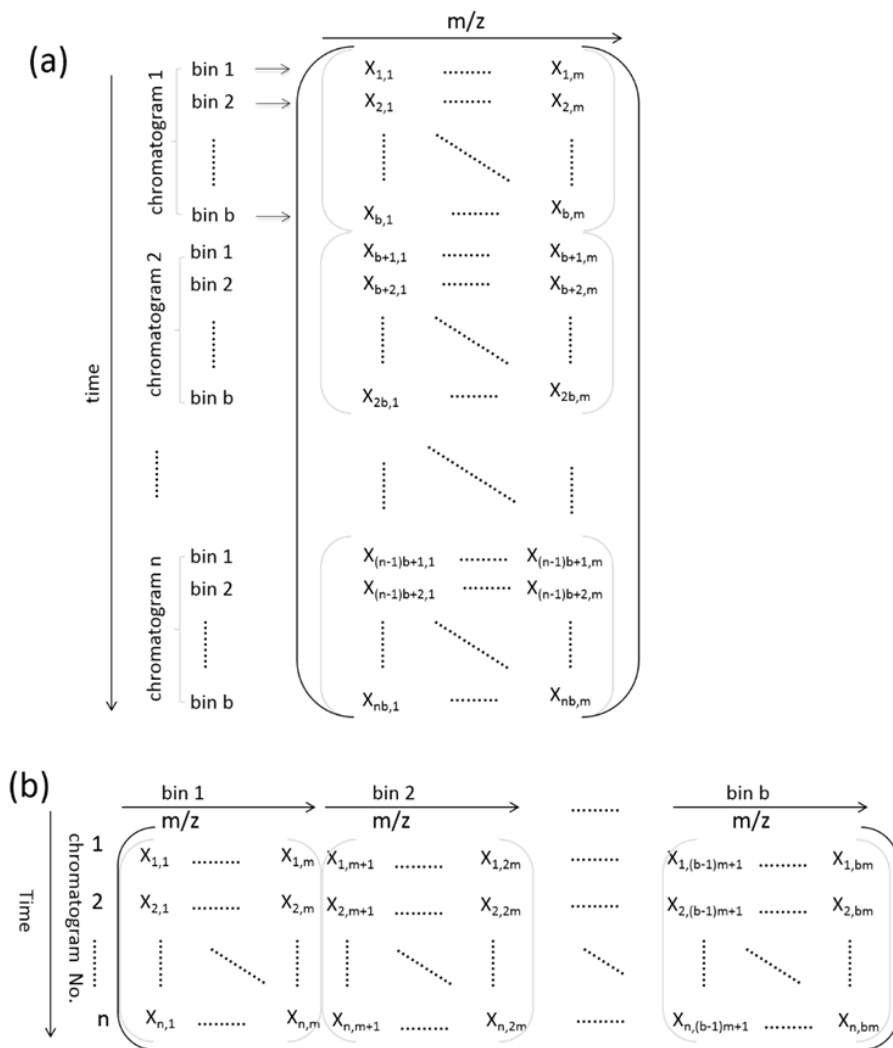 m/z
(a)
chromatogram 1
bin 1 X1,1 ........ X1,m
bin 2 X2,1 ........ X2,m
bin b Xb,1 ........ Xb,m
chromatogram 2
bin 1 Xb+1,1 ........ Xb+1,m
bin 2 Xb+2,1 ........ Xb+2,m
bin b X2b,1 ........ X2b,m
time
chromatogram n
bin 1 X(n-1)b+1,1 ........ X(n-1)b+1,m
bin 2 X(n-1)b+2,1 ........ X(n-1)b+2,m
bin b Xnb,1 ........ Xnb,m
(b)
bin 1 bin 2 ........ bin b
m/z m/z m/z
Time
chromatogram No.
1 X1,1 ........ X1,m X1,m+1 ........ X1,2m ........ X1,(b-1)m+1 ........ X1,bm
2 X2,1 ........ X2,m X2,m+1 ........ X2,2m ........ X2,(b-1)m+1 ........ X2,bm
n Xn,1 ........ Xn,m Xn,m+1 ........ Xn,2m ........ Xn,(b-1)m+1 ........ Xn,bm